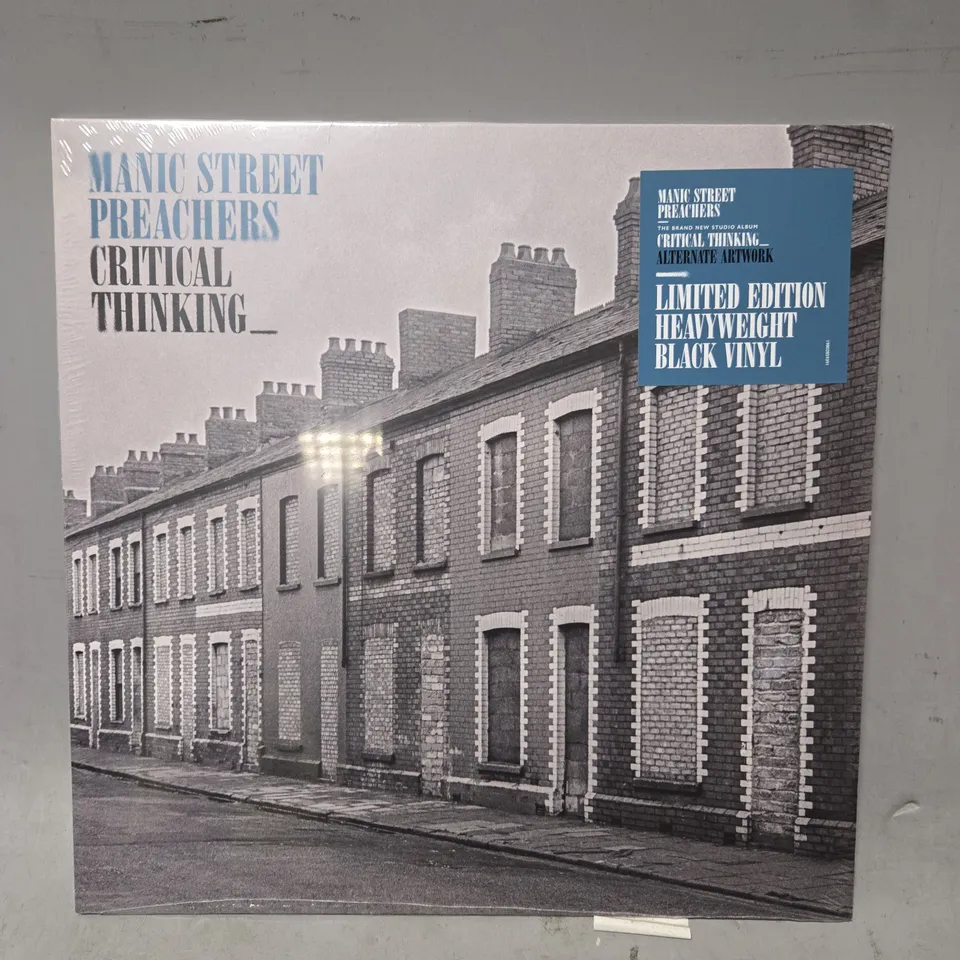 MANIC STREET
PREACHERS
CRITICAL
THINKING_
MANIC STREET
PREACHERS
THE BRAND NEW STUDIO ALBUM
CRITICAL THINKING_
ALTERNATE ARTWORK
LIMITED EDITION
HEAVYWEIGHT
BLACK VINYL